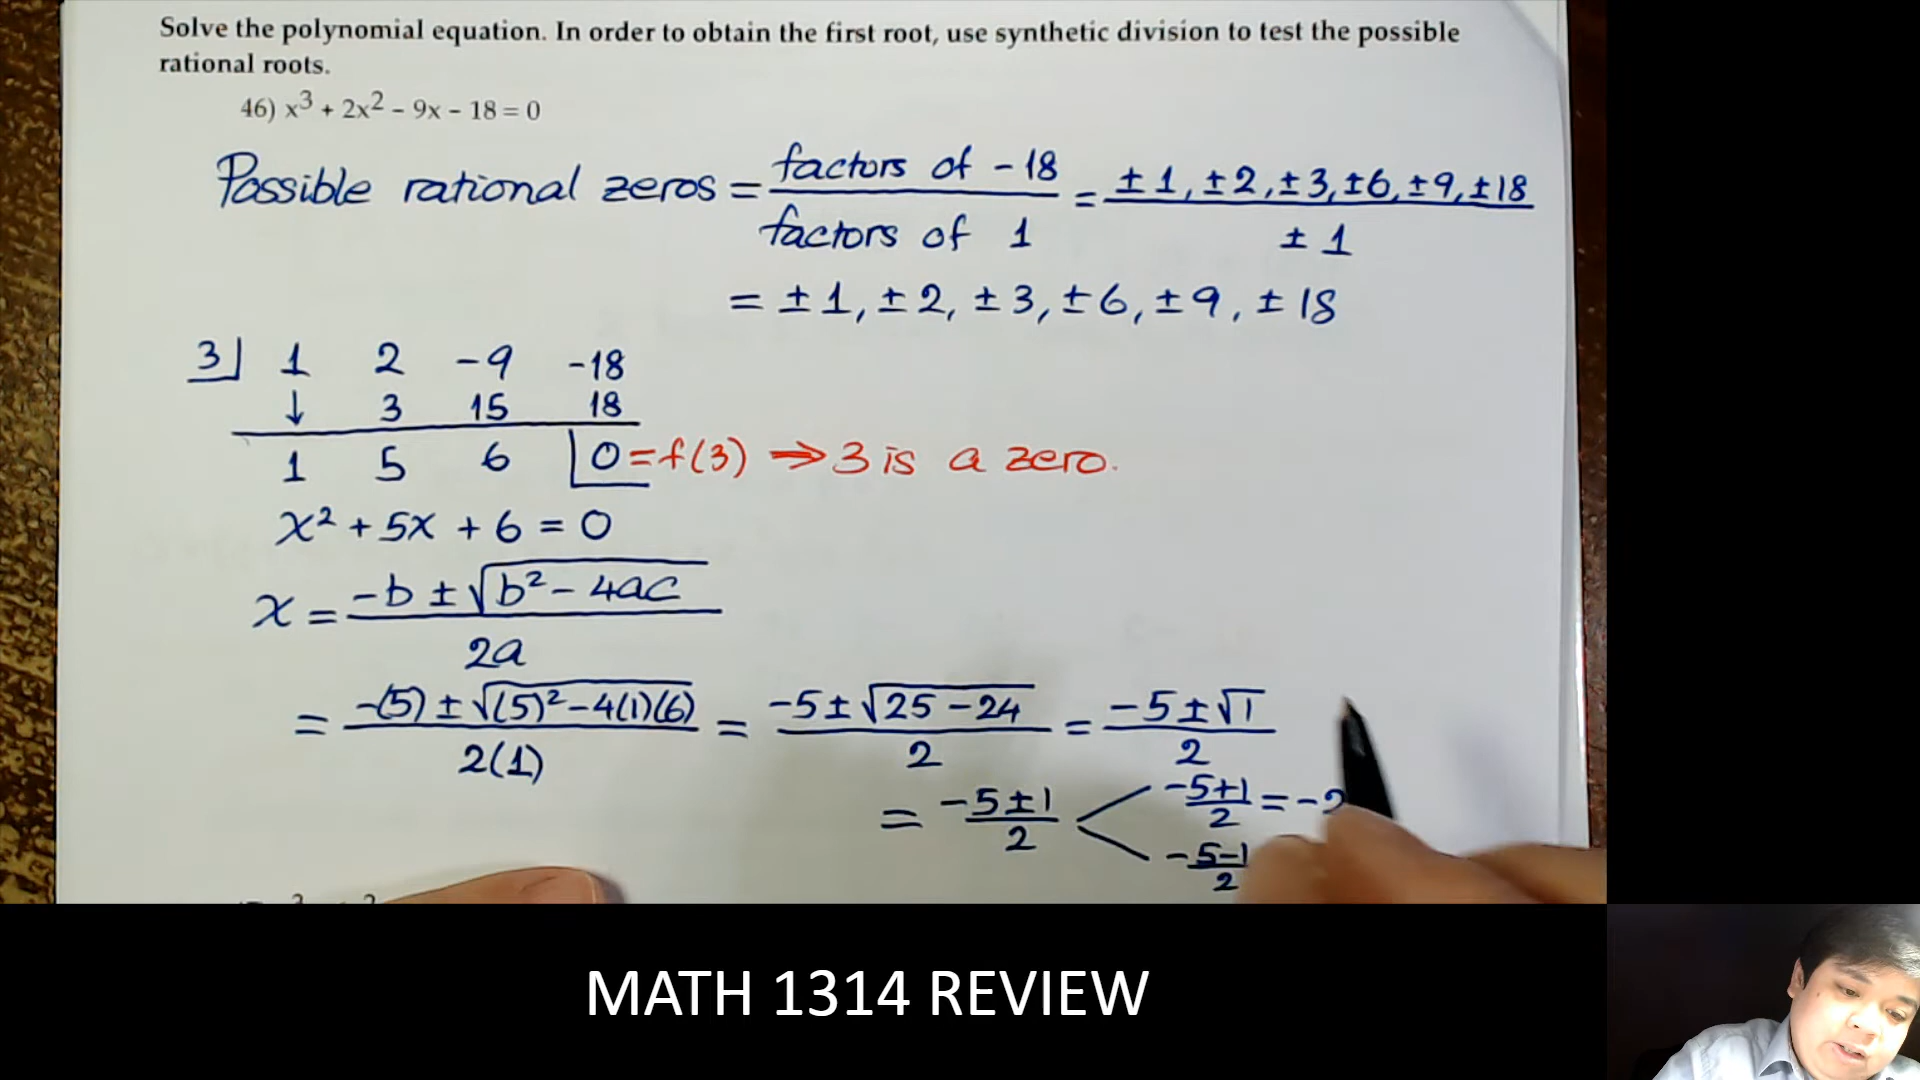 Solve the polynomial equation. In order to obtain the first root, use synthetic division to test the possible
rational roots.
46) x³ + 2x² - 9x - 18 = 0
Possible rational zeros = factors of -18 / factors of 1 = ±1, ±2, ±3, ±6, ±9, ±18 / ±1
= ±1, ±2, ±3, ±6, ±9, ±18
3 1 2 -9 -18
↓ 3 15 18
1 5 6 0 = f(3) ⇒ 3 is a zero.
x² + 5x + 6 = 0
x = -b ± √b² - 4ac / 2a
= -(5) ± √(5)² - 4(1)(6) / 2(1) = -5 ± √25 - 24 / 2 = -5 ± √1 / 2
= -5 ± 1 / 2 < -5+1 / 2 = -2
-5-1 / 2
MATH 1314 REVIEW